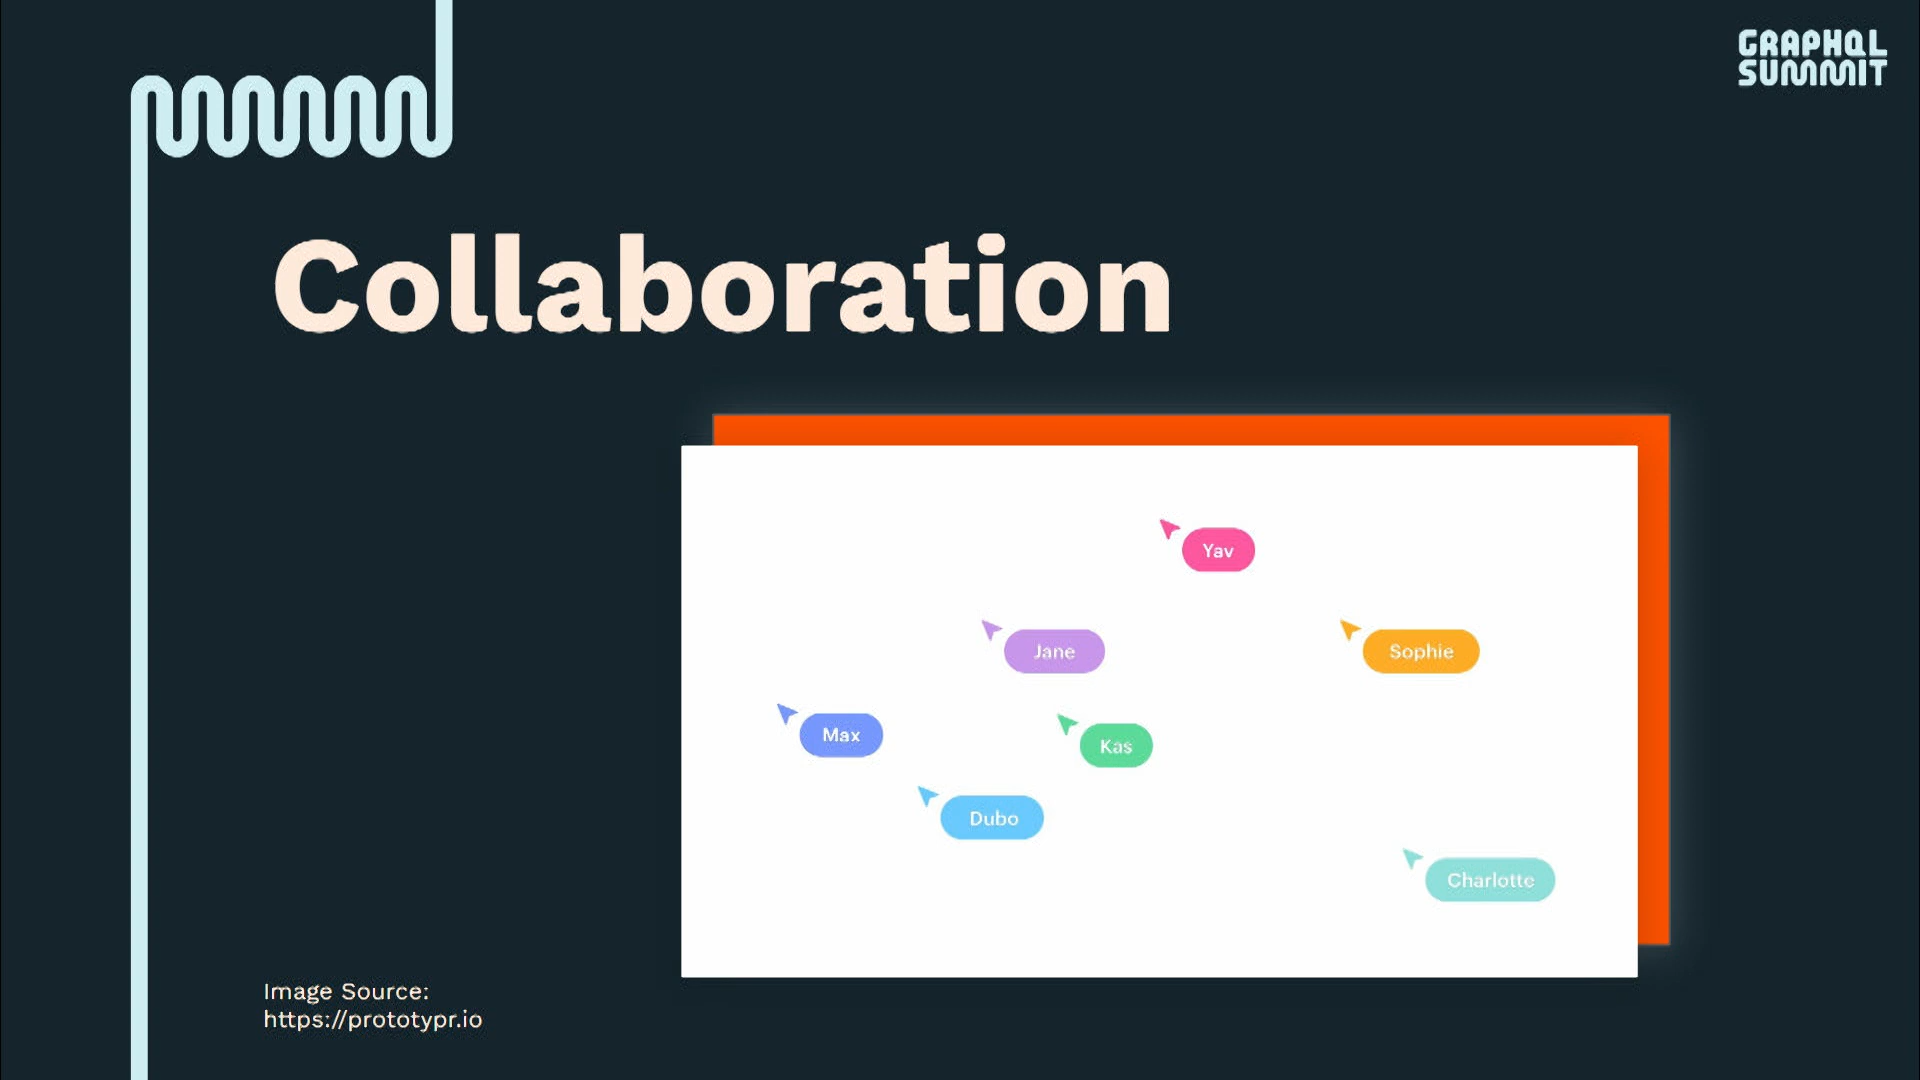 GRAPHQL
SUMMIT
Collaboration
Yav
Jane
Sophie
Max
Kas
Dubo
Charlotte
Image Source:
https://prototypr.io